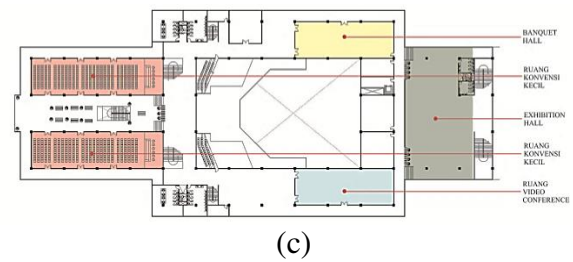 BANQUET
HALL
RUANG
KONVENSI
KECIL
EXHIBITION
HALL
RUANG
KONVENSI
KECIL
RUANG
VIDEO
CONFERENCE
(c)